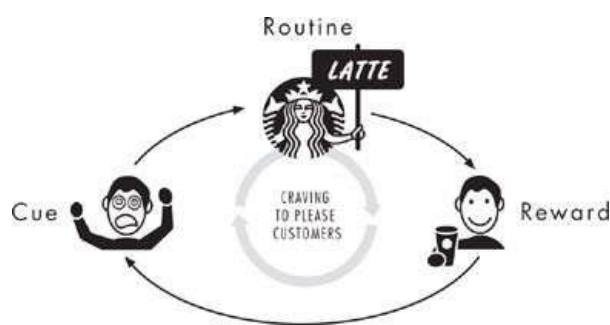 Routine
LATTE
Cue
CRAVING
TO PLEASE
CUSTOMERS
Reward